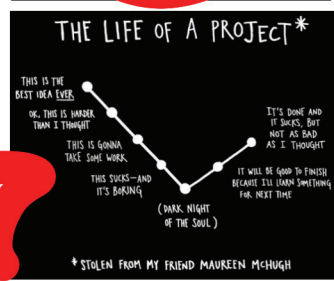 THE LIFE OF A PROJECT*
THIS IS THE
BEST IDEA EVER
OK, THIS IS HARDER
THAN I THOUGHT
THIS IS GONNA
TAKE SOME WORK
THIS SUCKS—AND
IT'S BORING
(DARK NIGHT
OF THE SOUL)
IT WILL BE GOOD TO FINISH
BECAUSE I'LL LEARN SOMETHING
FOR NEXT TIME
IT'S DONE AND
IT SUCKS, BUT
NOT AS BAD
AS I THOUGHT
*STOLEN FROM MY FRIEND MAUREEN MCHUGH